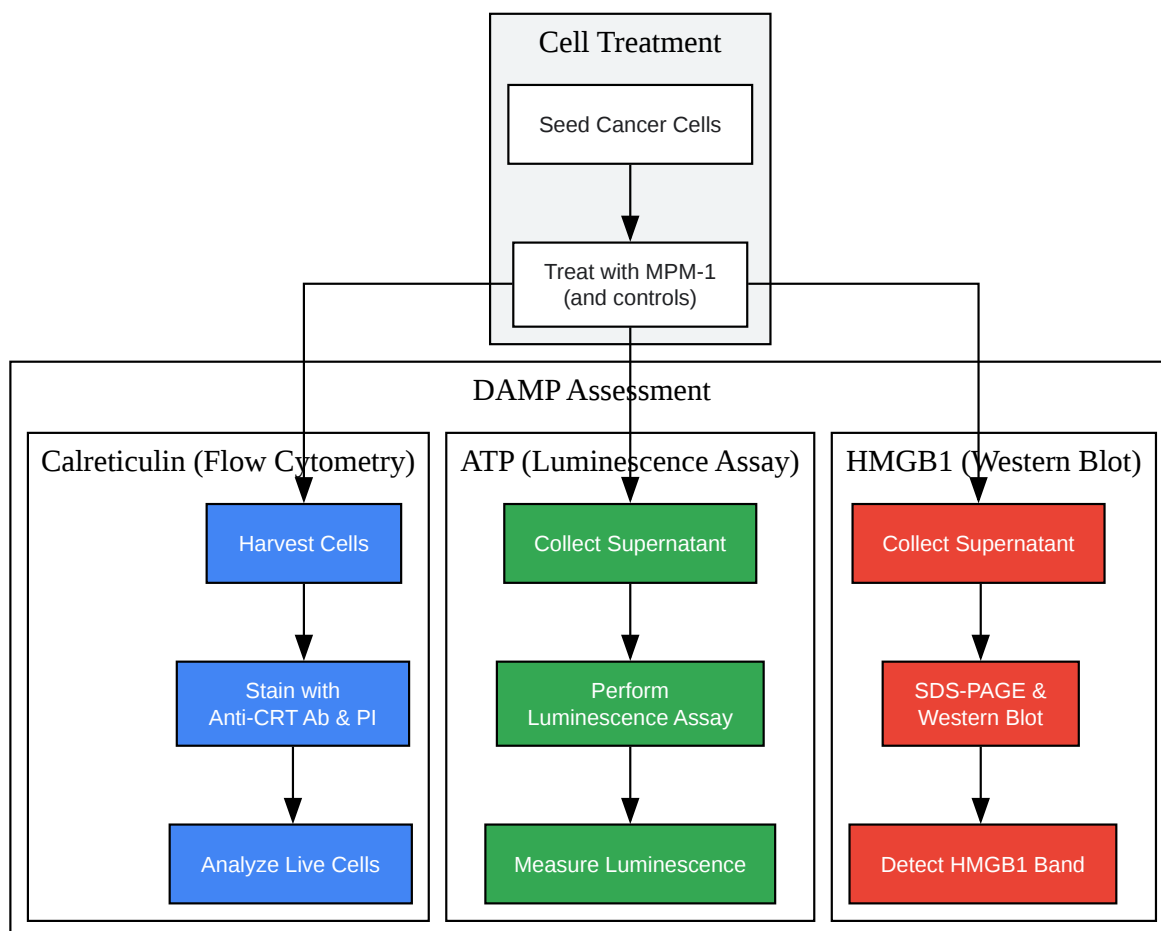 Cell Treatment
Seed Cancer Cells
Treat with MPM-1
(and controls)
DAMP Assessment
Calreticulin (Flow Cytometry)
Harvest Cells
Stain with
Anti-CRT Ab & PI
Analyze Live Cells
ATP (Luminescence Assay)
Collect Supernatant
Perform
Luminescence Assay
Measure Luminescence
HMGB1 (Western Blot)
Collect Supernatant
SDS-PAGE &
Western Blot
Detect HMGB1 Band